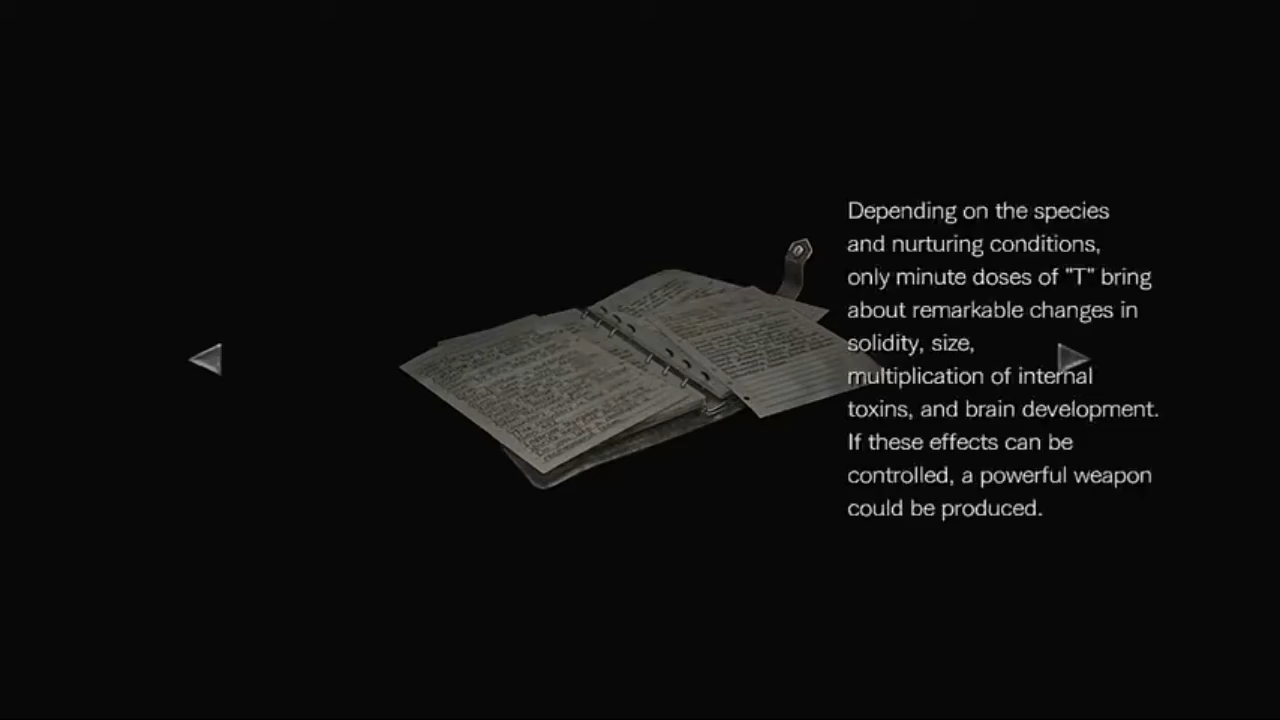 Depending on the species
and nurturing conditions,
only minute doses of "T" bring
about remarkable changes in
solidity, size,
multiplication of internal
toxins, and brain development.
If these effects can be
controlled, a powerful weapon
could be produced.